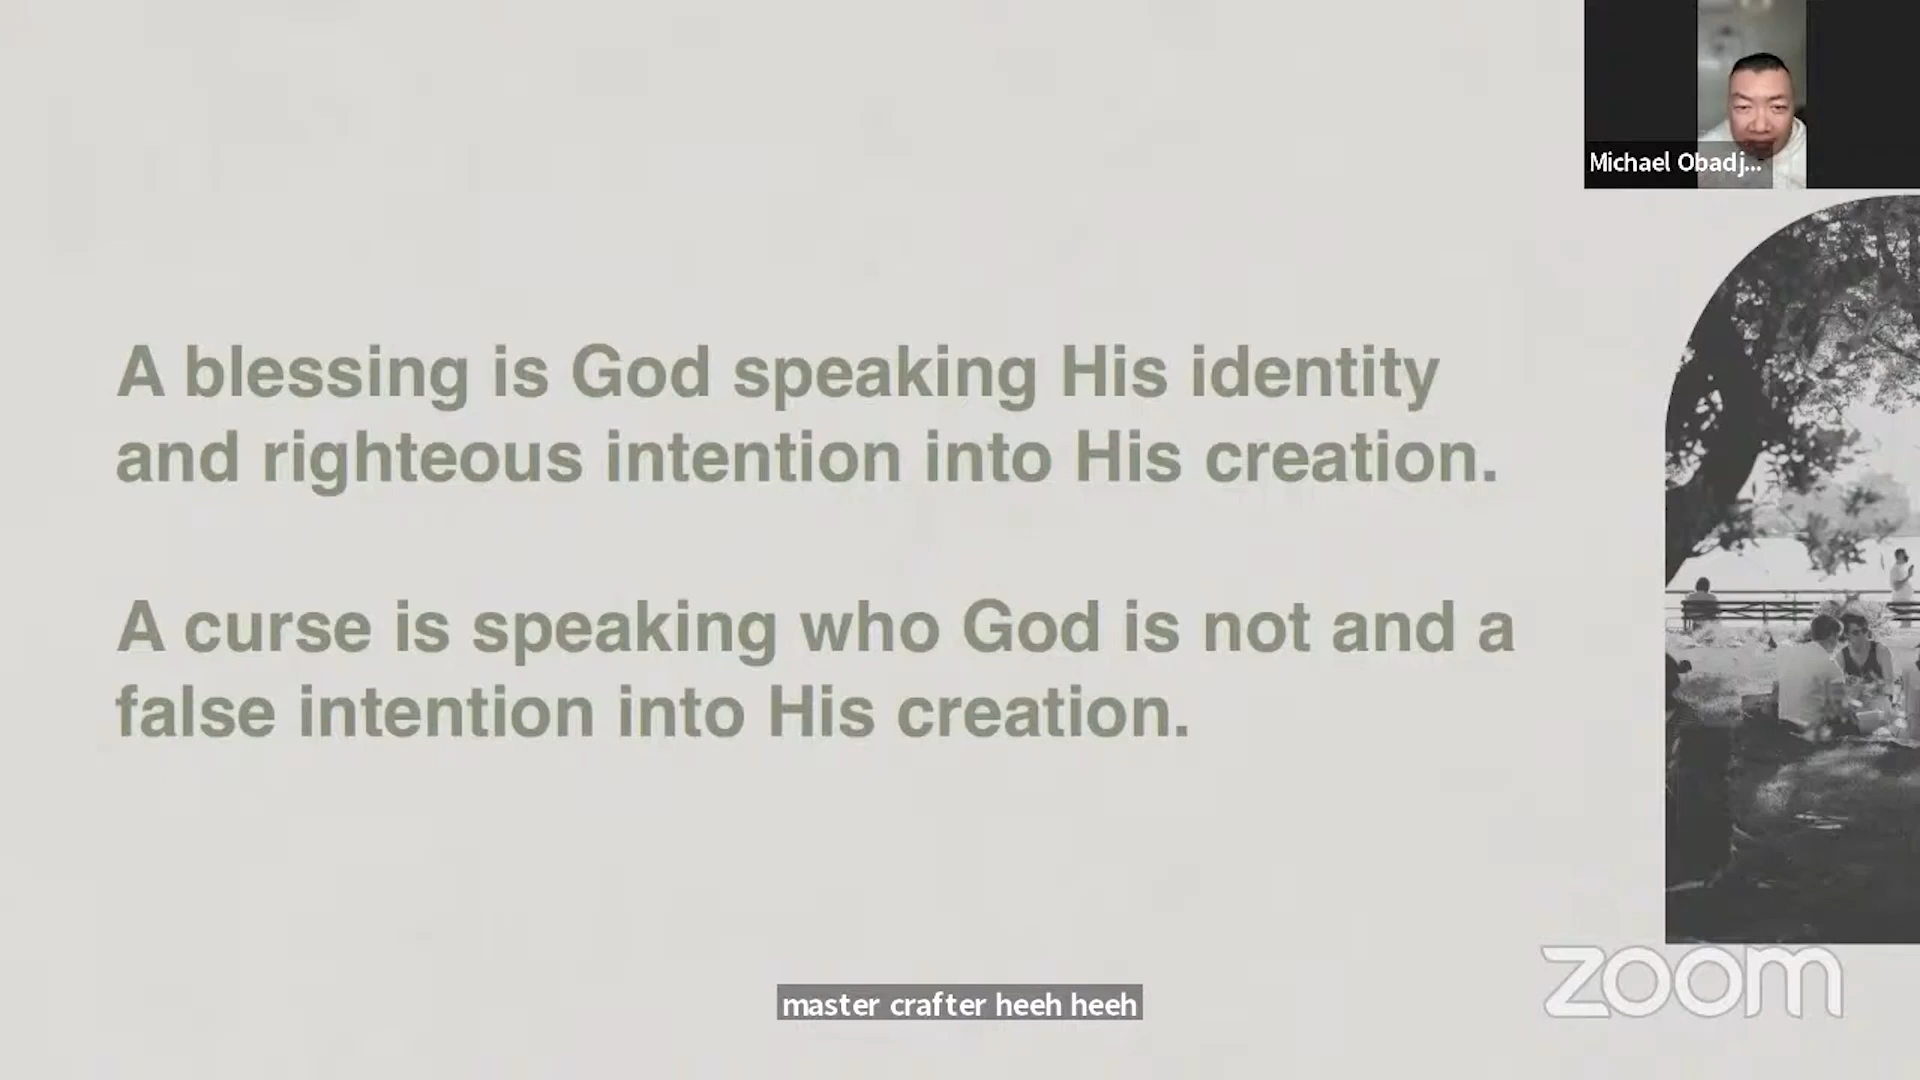 Michael Obadj...
A blessing is God speaking His identity
and righteous intention into His creation.
A curse is speaking who God is not and a
false intention into His creation.
zoom
master crafter heeh heeh